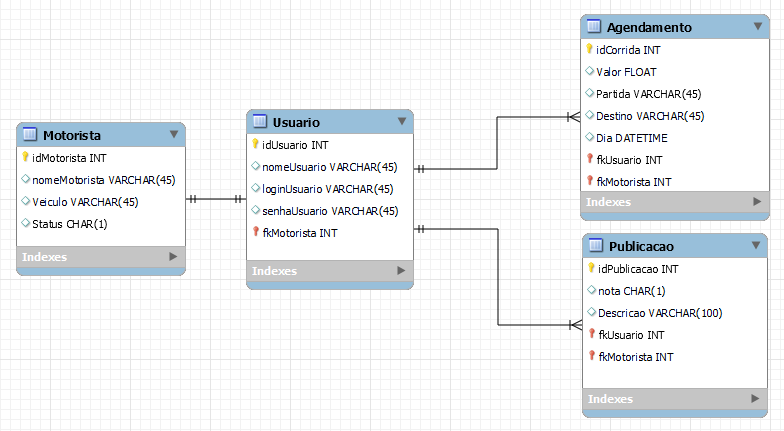 Motorista
idMotorista INT
nomeMotorista VARCHAR(45)
Veiculo VARCHAR(45)
Status CHAR(1)
Indexes
Usuario
idUsuario INT
nomeUsuario VARCHAR(45)
loginUsuario VARCHAR(45)
senhaUsuario VARCHAR(45)
fkMotorista INT
Indexes
Agendamento
idCorrida INT
Valor FLOAT
Partida VARCHAR(45)
Destino VARCHAR(45)
Dia DATETIME
fkUsuario INT
fkMotorista INT
Indexes
Publicacao
idPublicacao INT
nota CHAR(1)
Descricao VARCHAR(100)
fkUsuario INT
fkMotorista INT
Indexes